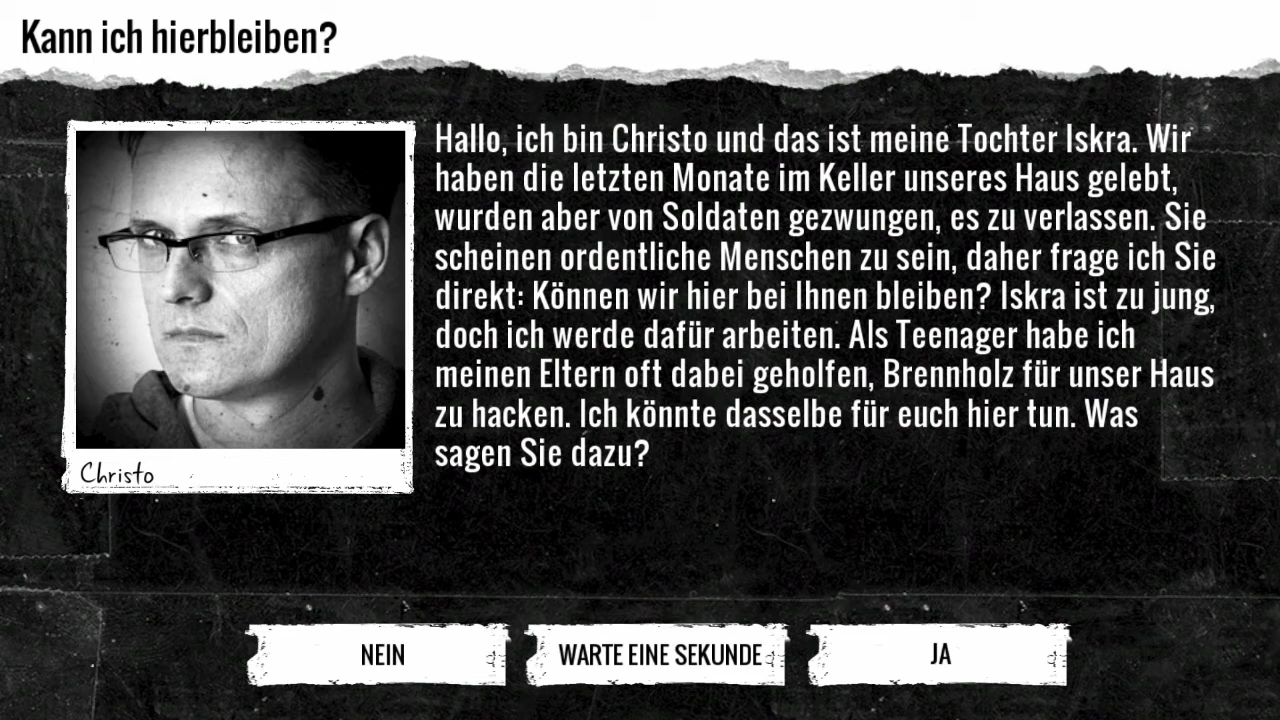 Kann ich hierbleiben?
Hallo, ich bin Christo und das ist meine Tochter Iskra. Wir
haben die letzten Monate im Keller unseres Haus gelebt,
wurden aber von Soldaten gezwungen, es zu verlassen. Sie
scheinen ordentliche Menschen zu sein, daher frage ich Sie
direkt: Können wir hier bei Ihnen bleiben? Iskra ist zu jung,
doch ich werde dafür arbeiten. Als Teenager habe ich
meinen Eltern oft dabei geholfen, Brennholz für unser Haus
zu hacken. Ich könnte dasselbe für euch hier tun. Was
sagen Sie dazu?
Christo
NEIN
WARTE EINE SEKUNDE
JA